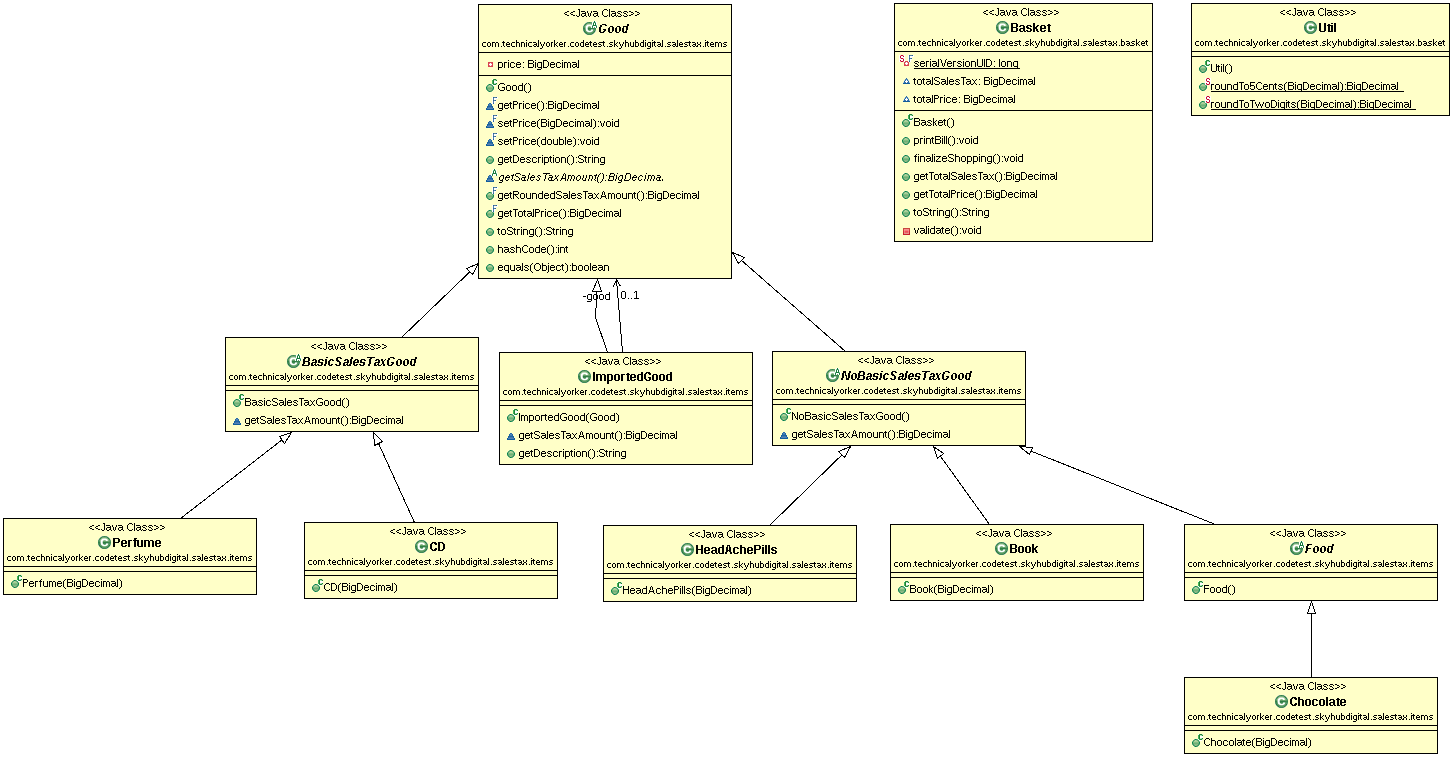 <<Java Class>>
Good
com.technicalyorker.codetest.skyhubdigital.salestax.items
price: BigDecimal
Good()
getPrice():BigDecimal
setPrice(BigDecimal):void
setPrice(double):void
getDescription():String
getSalesTaxAmount():BigDecima.
getRoundedSalesTaxAmount():BigDecimal
getTotalPrice():BigDecimal
toString():String
hashCode():int
equals(Object):boolean
<<Java Class>>
Basket
com.technicalyorker.codetest.skyhubdigital.salestax.basket
serialVersionUID: long
totalSalesTax: BigDecimal
totalPrice: BigDecimal
Basket()
printBill():void
finalizeShopping():void
getTotalSalesTax():BigDecimal
getTotalPrice():BigDecimal
toString():String
validate():void
<<Java Class>>
Util
com.technicalyorker.codetest.skyhubdigital.salestax.basket
Util()
roundTo5Cents(BigDecimal):BigDecimal
roundToTwoDigits(BigDecimal):BigDecimal
-good 0..1
<<Java Class>>
BasicSalesTaxGood
com.technicalyorker.codetest.skyhubdigital.salestax.items
BasicSalesTaxGood()
getSalesTaxAmount():BigDecimal
<<Java Class>>
ImportedGood
com.technicalyorker.codetest.skyhubdigital.salestax.items
ImportedGood(Good)
getSalesTaxAmount():BigDecimal
getDescription():String
<<Java Class>>
NoBasicSalesTaxGood
com.technicalyorker.codetest.skyhubdigital.salestax.items
NoBasicSalesTaxGood()
getSalesTaxAmount():BigDecimal
<<Java Class>>
Perfume
com.technicalyorker.codetest.skyhubdigital.salestax.items
Perfume(BigDecimal)
<<Java Class>>
CD
com.technicalyorker.codetest.skyhubdigital.salestax.items
CD(BigDecimal)
<<Java Class>>
HeadAchePills
com.technicalyorker.codetest.skyhubdigital.salestax.items
HeadAchePills(BigDecimal)
<<Java Class>>
Book
com.technicalyorker.codetest.skyhubdigital.salestax.items
Book(BigDecimal)
<<Java Class>>
Food
com.technicalyorker.codetest.skyhubdigital.salestax.items
Food()
<<Java Class>>
Chocolate
com.technicalyorker.codetest.skyhubdigital.salestax.items
Chocolate(BigDecimal)